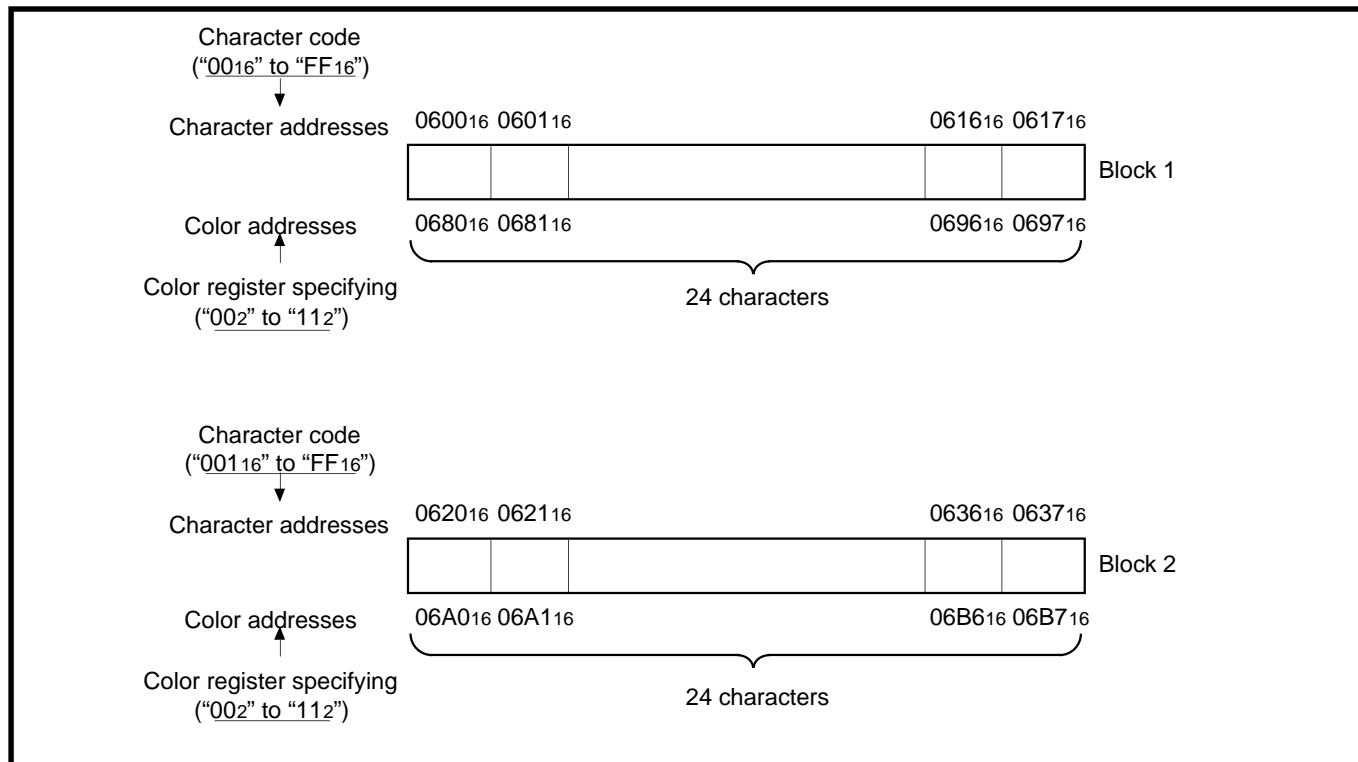 Character code
(“0016” to “FF16”)
Character addresses
060016 060116
061616 061716
Block 1
Color addresses
068016 068116
069616 069716
Color register specifying
(“002” to “112”)
24 characters
Character code
(“00116” to “FF16”)
Character addresses
062016 062116
063616 063716
Block 2
Color addresses
06A016 06A116
06B616 06B716
Color register specifying
(“002” to “112”)
24 characters